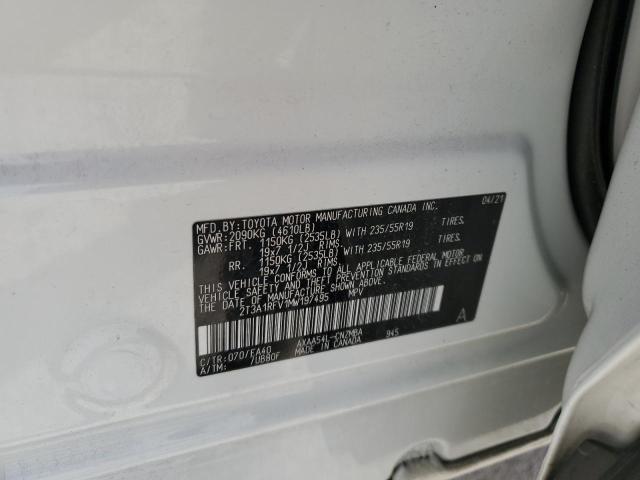 MFD. BY: TOYOTA MOTOR MANUFACTURING CANADA INC. 04/21
GVWR: 2090KG (4610LB)
GAWR: FRT. 1150KG (2535LB) WITH 235/55R19 TIRES,
19x7 1/2J RIMS.
RR. 1150KG (2535LB) WITH 235/55R19 TIRES,
19x7 1/2J RIMS.
THIS VEHICLE CONFORMS TO ALL APPLICABLE FEDERAL MOTOR
VEHICLE SAFETY AND THEFT PREVENTION STANDARDS IN EFFECT
ON THE DATE OF MANUFACTURE SHOWN ABOVE.
2T3A1RFV1MW197495 MPV
A
C/TR: 070/FA40 AXAA54L-CNZMBA 945
A/TM: /UB80F MADE IN CANADA